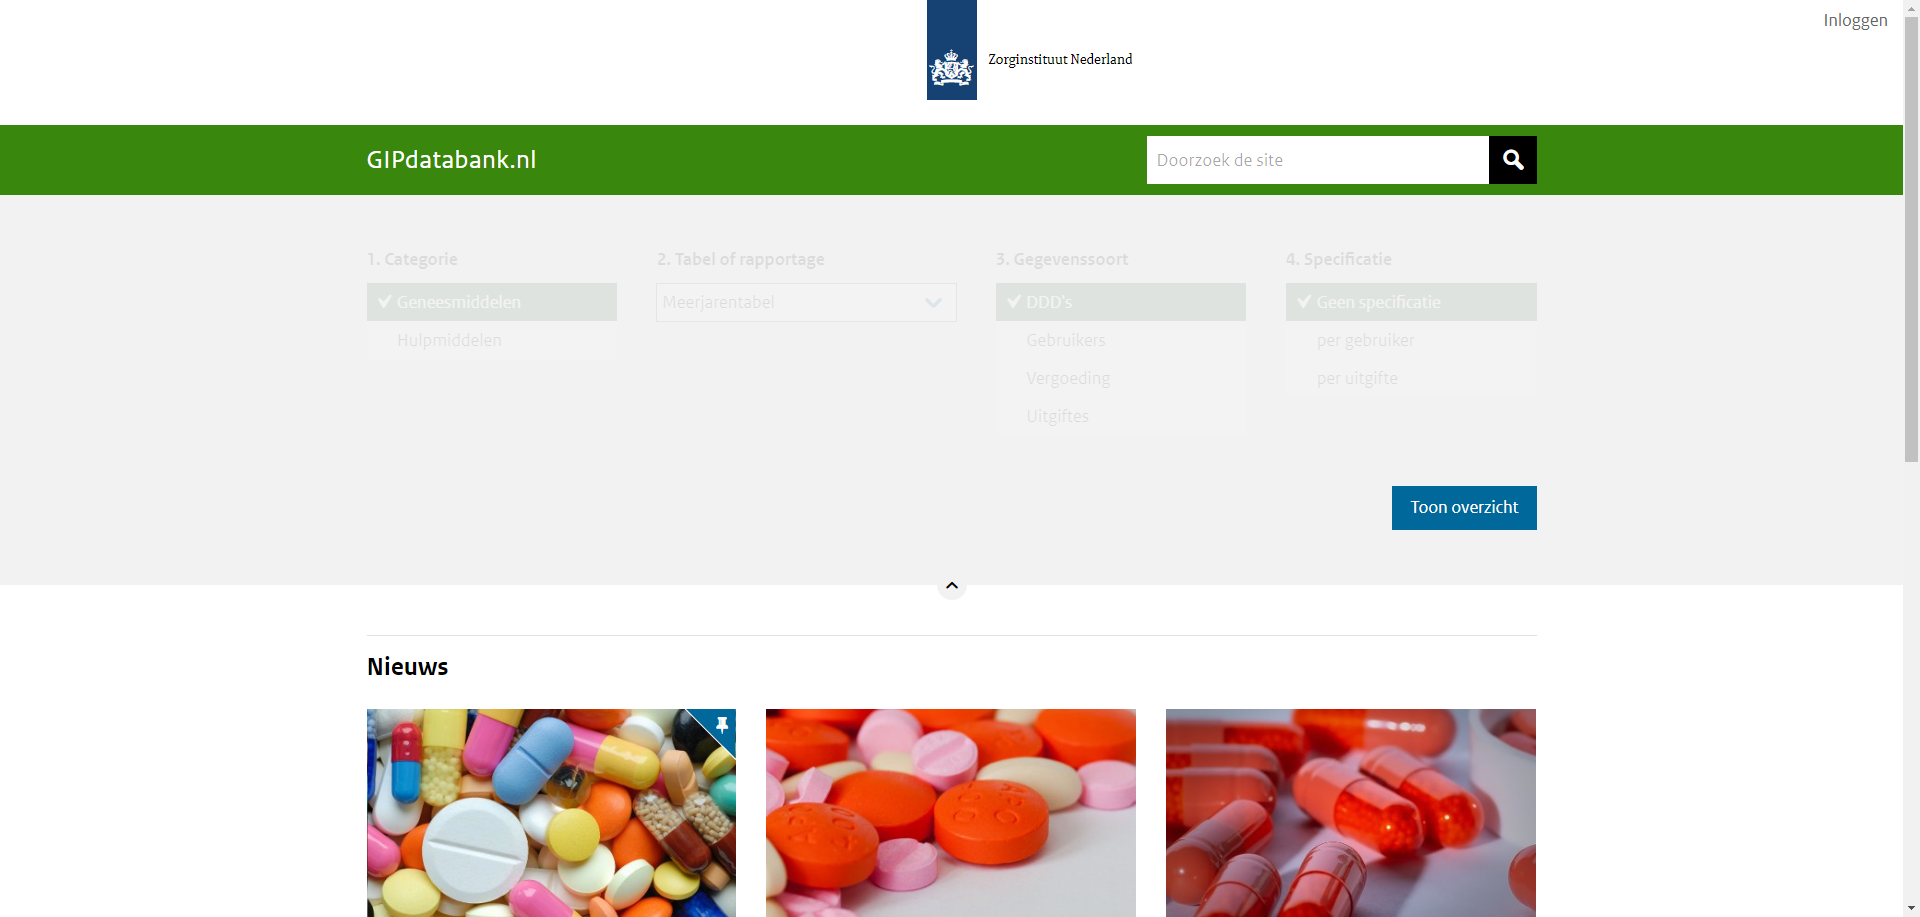 Inloggen
Zorginstituut Nederland
GIPdatabank.nl
Doorzoek de site
1. Categorie
Geneesmiddelen
Hulpmiddelen
2. Tabel of rapportage
Meerjarentabel
3. Gegevenssoort
DDD's
Gebruikers
Vergoeding
Uitgiftes
4. Specificatie
Geen specificatie
per gebruiker
per uitgifte
Toon overzicht
Nieuws